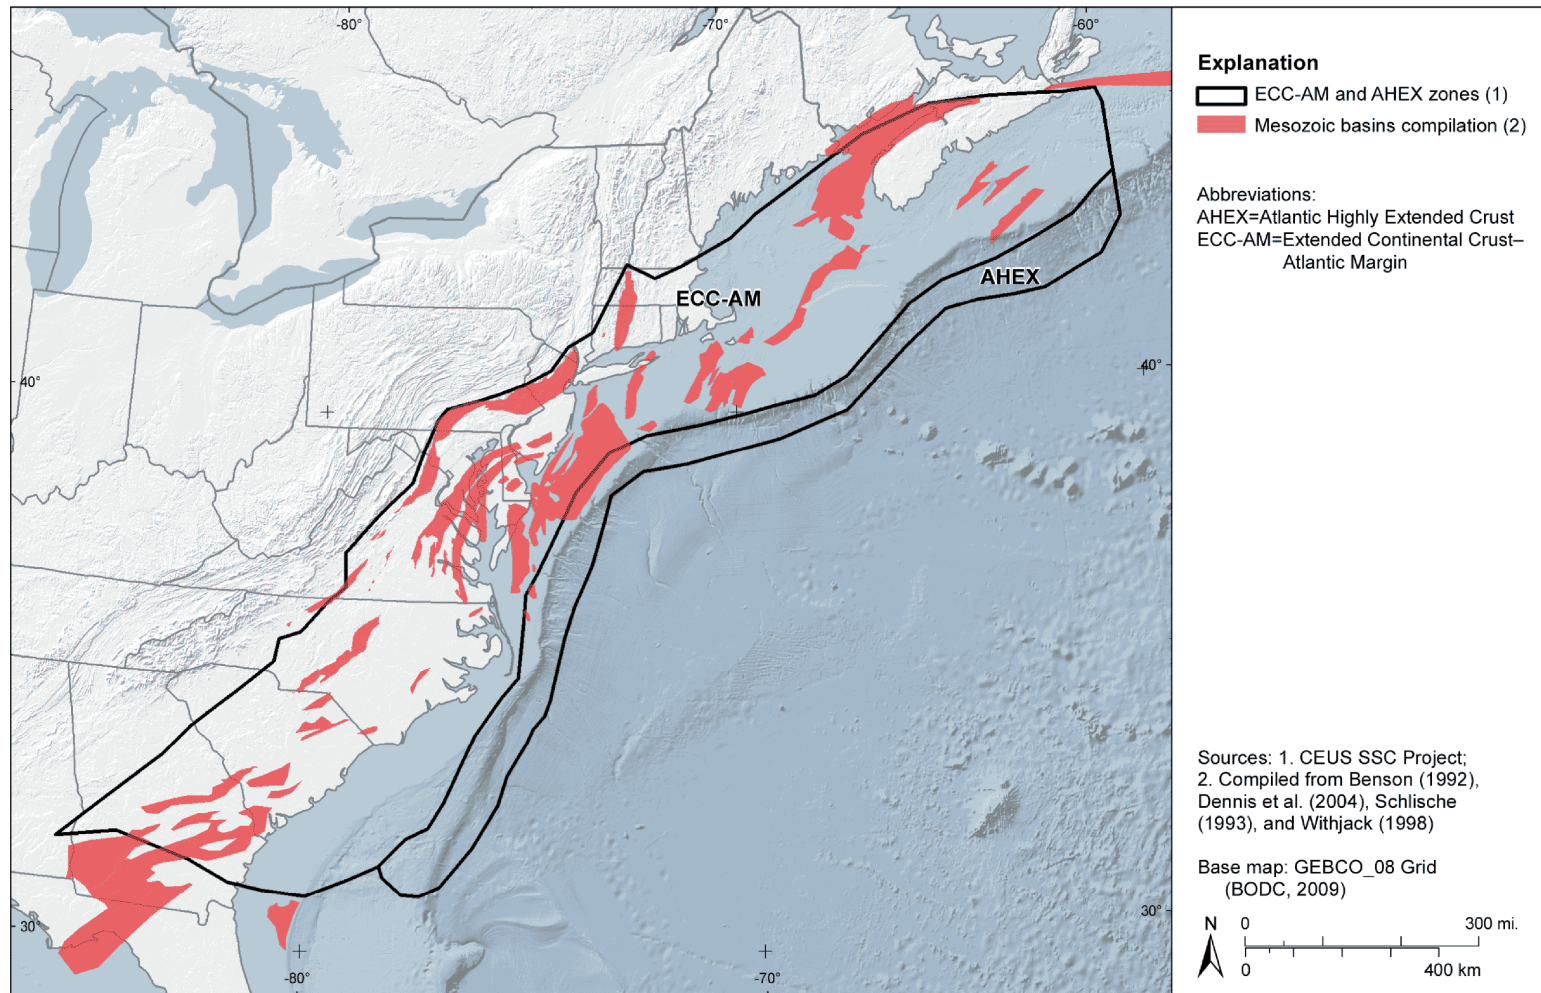 -80°
-70°
-60°
Explanation
ECC-AM and AHEX zones (1)
Mesozoic basins compilation (2)
Abbreviations:
AHEX=Atlantic Highly Extended Crust
ECC-AM=Extended Continental Crust–
Atlantic Margin
AHEX
ECC-AM
40°
40°
Sources: 1. CEUS SSC Project;
2. Compiled from Benson (1992),
Dennis et al. (2004), Schlische
(1993), and Withjack (1998)
Base map: GEBCO_08 Grid
(BODC, 2009)
30°
30°
N
0
300 mi.
0
400 km
-80°
-70°